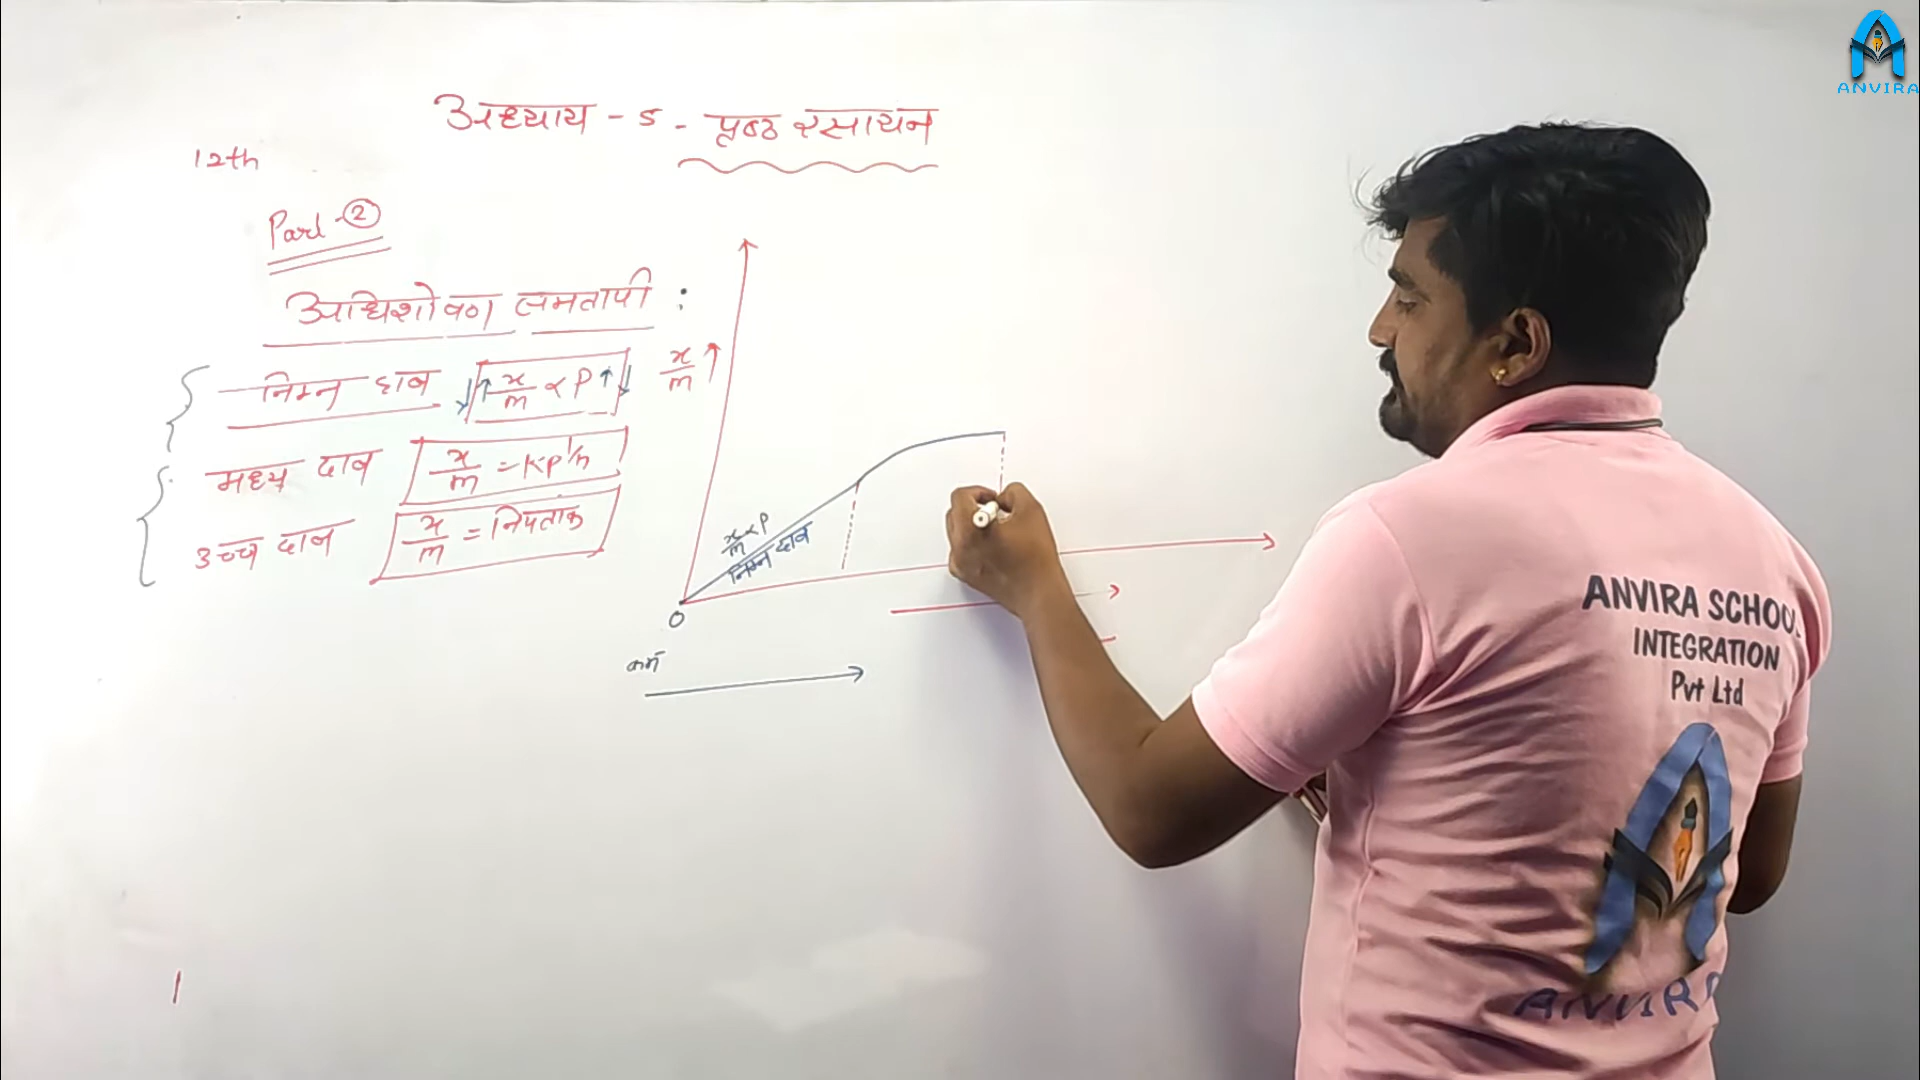 ANVIRA
अध्याय - 5 - पृष्ठ रसायन
12th
Part - 2
अधिशोषण समतापी :
निम्न दाब ↓↑ x/m ∝ P↑↓
x/m ↑
मध्य दाब x/m = KP^1/n
उच्च दाब x/m = नियतांक
x/m ∝ P
निम्न दाब
0
ANVIRA SCHOOL
INTEGRATION
Pvt Ltd
ANVIRA